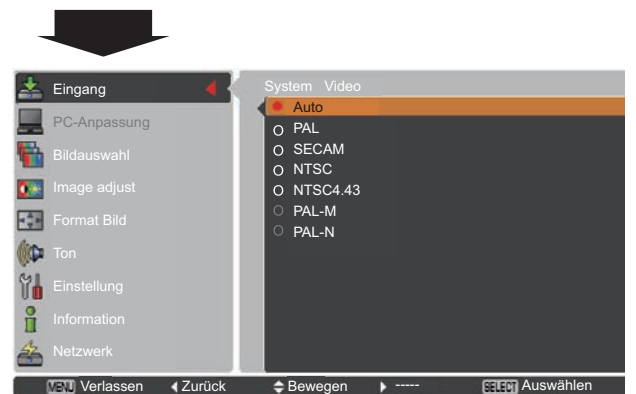 Eingang
PC-Anpassung
Bildauswahl
Image adjust
Format Bild
Ton
Einstellung
Information
Netzwerk
System Video
Auto
PAL
SECAM
NTSC
NTSC4.43
PAL-M
PAL-N
MENU Verlassen Zurück Bewegen ----- SELECT Auswählen